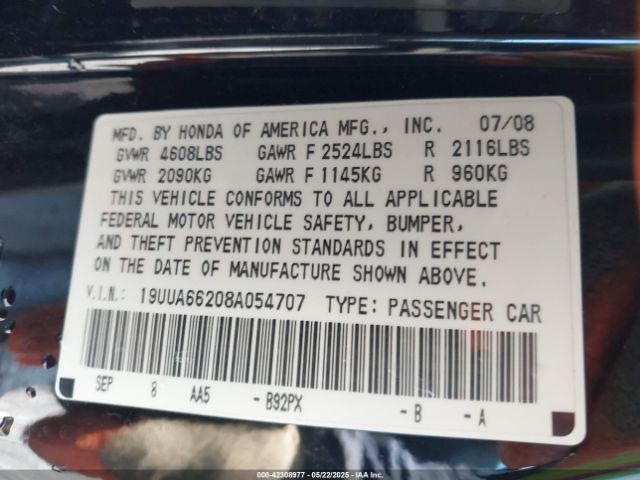 MFD. BY HONDA OF AMERICA MFG., INC. 07/08
GVWR 4608LBS GAWR F 2524LBS R 2116LBS
GVWR 2090KG GAWR F 1145KG R 960KG
THIS VEHICLE CONFORMS TO ALL APPLICABLE
FEDERAL MOTOR VEHICLE SAFETY, BUMPER,
AND THEFT PREVENTION STANDARDS IN EFFECT
ON THE DATE OF MANUFACTURE SHOWN ABOVE.
V.I.N.: 19UUA66208A054707 TYPE: PASSENGER CAR
SEP 8 AA5 -B92PX -B -A
000-42308977 — 05/22/2025 — IAA Inc.